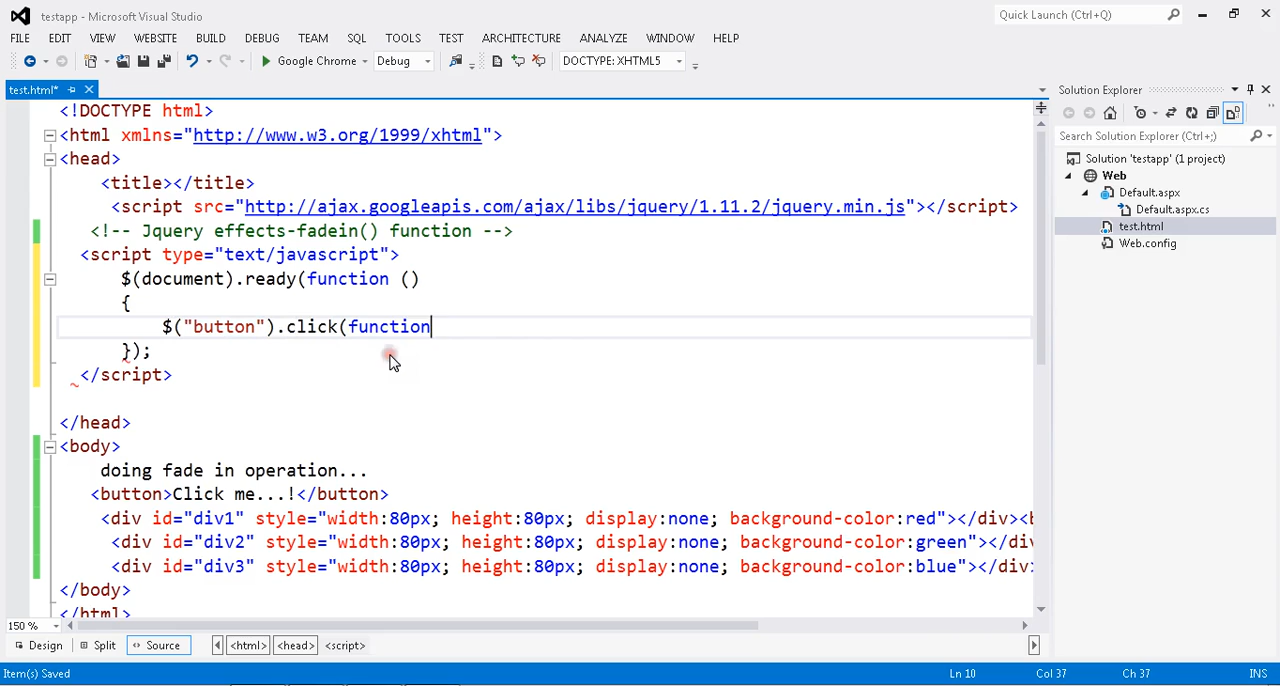 testapp - Microsoft Visual Studio
Quick Launch (Ctrl+Q)
FILE EDIT VIEW WEBSITE BUILD DEBUG TEAM SQL TOOLS TEST ARCHITECTURE ANALYZE WINDOW HELP
Google Chrome Debug DOCTYPE: XHTML5
test.html*
Solution Explorer
<!DOCTYPE html>
<html xmlns="http://www.w3.org/1999/xhtml">
<head>
<title></title>
<script src="http://ajax.googleapis.com/ajax/libs/jquery/1.11.2/jquery.min.js"></script>
<!-- Jquery effects-fadein() function -->
<script type="text/javascript">
$(document).ready(function ()
{
$("button").click(function
});
</script>
</head>
<body>
doing fade in operation...
<button>Click me...!</button>
<div id="div1" style="width:80px; height:80px; display:none; background-color:red"></div><b
<div id="div2" style="width:80px; height:80px; display:none; background-color:green"></div
<div id="div3" style="width:80px; height:80px; display:none; background-color:blue"></div>
</body>
</html>
Search Solution Explorer (Ctrl+;)
Solution 'testapp' (1 project)
Web
Default.aspx
Default.aspx.cs
test.html
Web.config
150 %
Design Split Source <html> <head> <script>
Item(s) Saved Ln 10 Col 37 Ch 37 INS